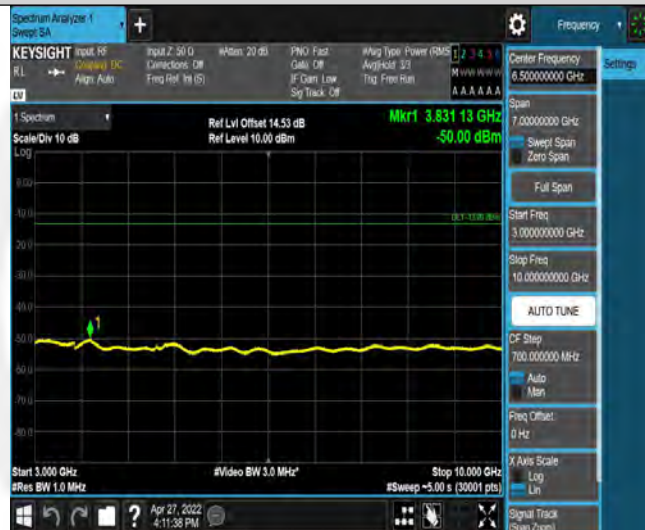 Spectrum Analyzer 1
Swept SA
+
Frequency
KEYSIGHT
Input: RF
Input Z: 50 Ω
#Atten: 20 dB
PNO: Fast
#Avg Type: Power (RMS
1 2 3 4 5 6
RL
Coupling: DC
Corrections: Off
Gate: Off
Avg|Hold: 3/3
M W W W W W
Align: Auto
Freq Ref: Int (S)
IF Gain: Low
Trig: Free Run
Sig Track: Off
A A A A A A
LV
1 Spectrum
Ref Lvl Offset 14.53 dB
Mkr1 3.831 13 GHz
Scale/Div 10 dB
Ref Level 10.00 dBm
-50.00 dBm
Log
0.00
-10.0
-20.0
-30.0
-40.0
-50.0
-60.0
-70.0
-80.0
1
Start 3.000 GHz
#Video BW 3.0 MHz*
Stop 10.000 GHz
#Res BW 1.0 MHz
#Sweep ~5.00 s (30001 pts)
Center Frequency
6.500000000 GHz
Settings
Span
7.00000000 GHz
Swept Span
Zero Span
Full Span
Start Freq
3.000000000 GHz
Stop Freq
10.000000000 GHz
AUTO TUNE
CF Step
700.000000 MHz
Auto
Man
Freq Offset
0 Hz
X Axis Scale
Log
Lin
Signal Track
(Span Zoom)
?
Apr 27, 2022
4:11:38 PM